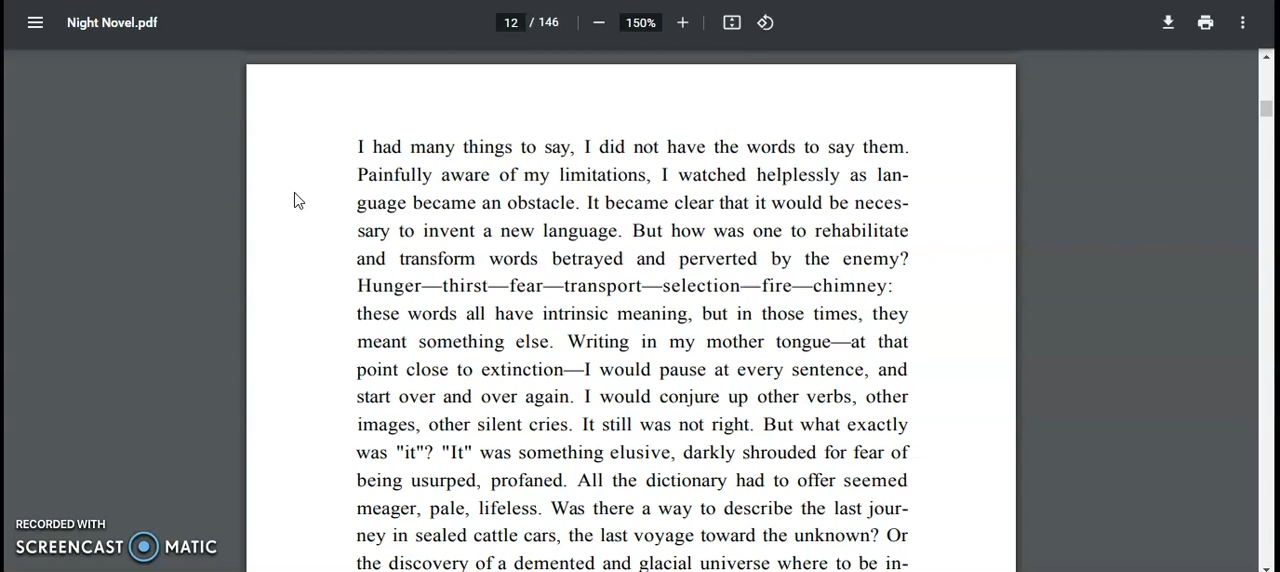 Night Novel.pdf
12 / 146
150%
I had many things to say, I did not have the words to say them.
Painfully aware of my limitations, I watched helplessly as lan-
guage became an obstacle. It became clear that it would be neces-
sary to invent a new language. But how was one to rehabilitate
and transform words betrayed and perverted by the enemy?
Hunger—thirst—fear—transport—selection—fire—chimney:
these words all have intrinsic meaning, but in those times, they
meant something else. Writing in my mother tongue—at that
point close to extinction—I would pause at every sentence, and
start over and over again. I would conjure up other verbs, other
images, other silent cries. It still was not right. But what exactly
was "it"? "It" was something elusive, darkly shrouded for fear of
being usurped, profaned. All the dictionary had to offer seemed
meager, pale, lifeless. Was there a way to describe the last jour-
ney in sealed cattle cars, the last voyage toward the unknown? Or
the discovery of a demented and glacial universe where to be in-
RECORDED WITH
SCREENCAST MATIC